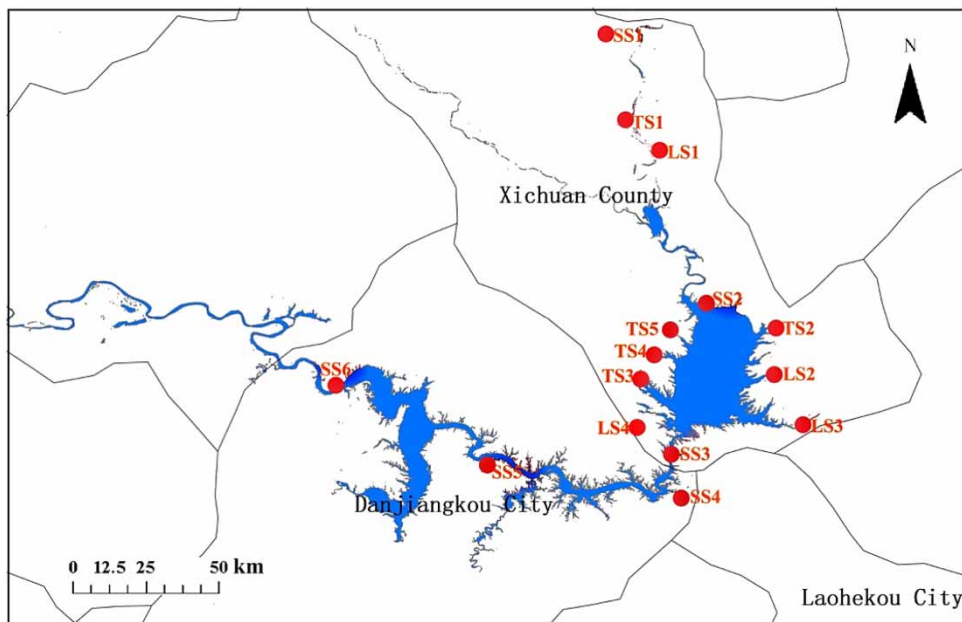 SS1
N
TS1
LS1
Xichuan County
SS2
TS5
TS2
TS4
SS6
TS3
LS2
LS4
LS3
SS3
SS5
SS4
Danjiangkou City
0 12.5 25 50 km
Laohekou City